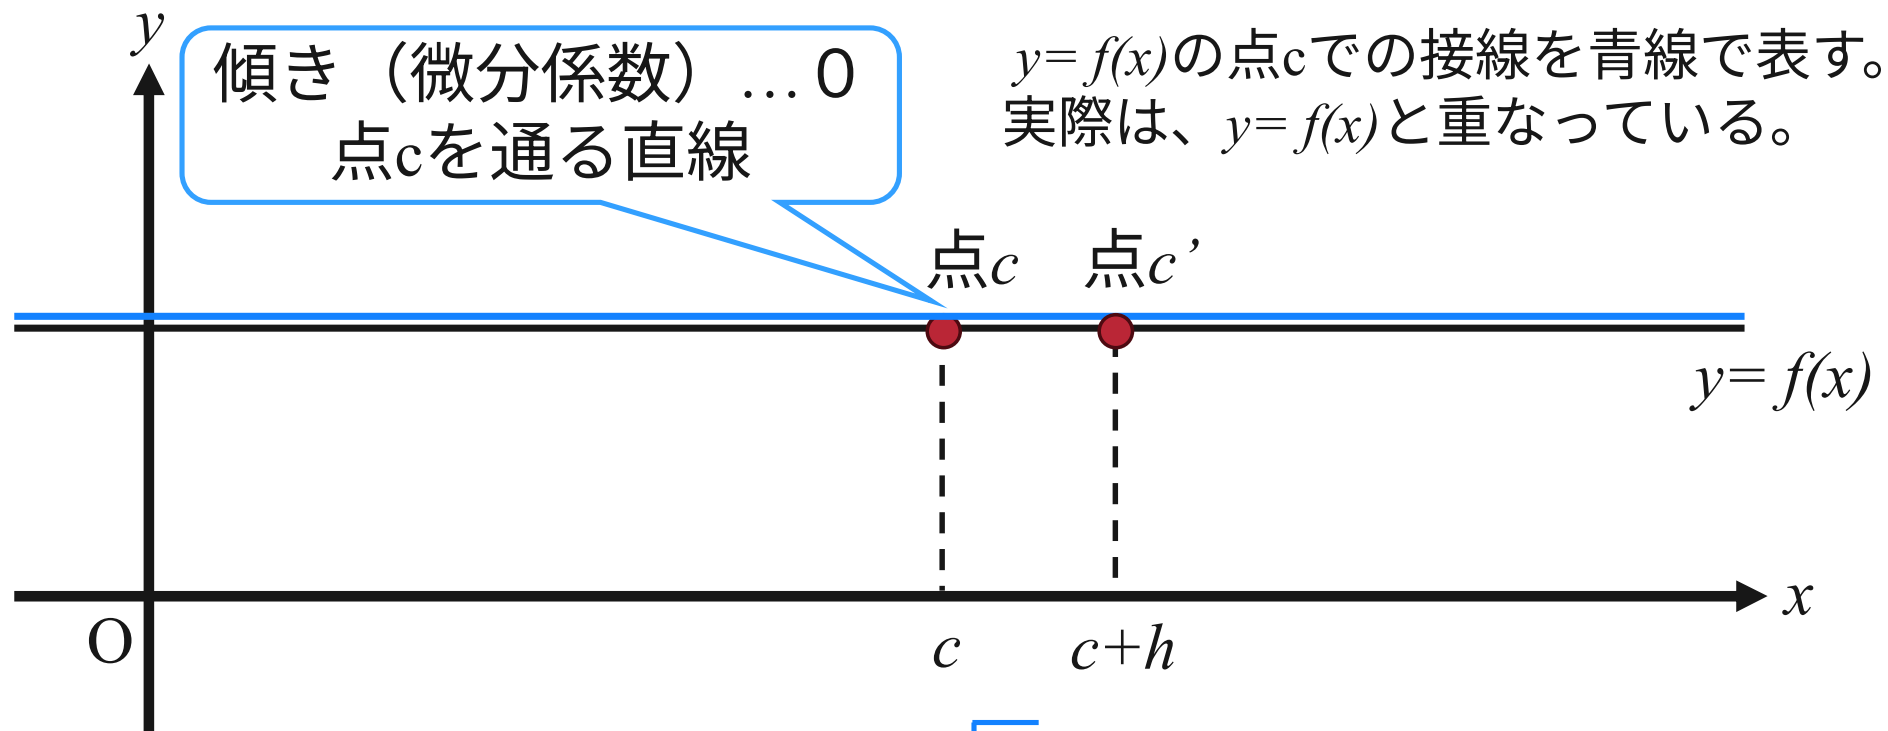 y
傾き（微分係数）…０
点cを通る直線
y= f(x)の点cでの接線を青線で表す。
実際は、y= f(x)と重なっている。
点c
点c’
y= f(x)
x
O
c
c+h